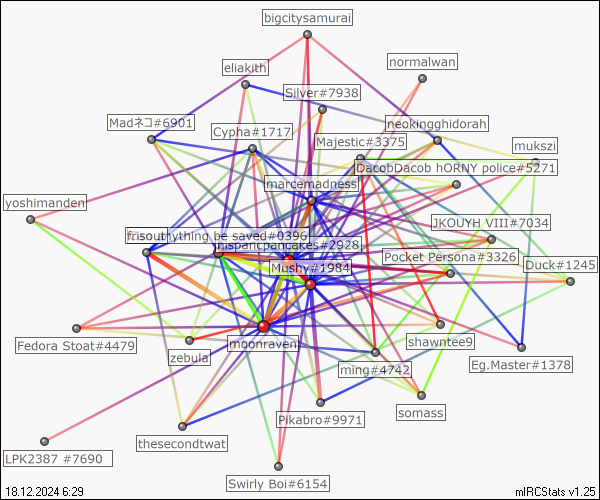 bigcitysamurai
normalwan
eliakith
Silver#7938
Madネコ#6901
neokingghidorah
Cypha#1717
Majestic#3375
mukszi
DacobDacob hORNY police#5271
marcemadness
yoshimanden
JKOUYH VIII#7034
anything be saved#0396
hispanicpancakes#2928
Pocket Persona#3326
Mushy#1984
Duck#1245
Fedora Stoat#4479
moonraven
shawntee9
zebula
ming#4742
Eg.Master#1378
somass
Pikabro#9971
thesecondtwat
LPK2387 #7690
Swirly Boi#6154
18.12.2024 6:29
mIRCStats v1.25